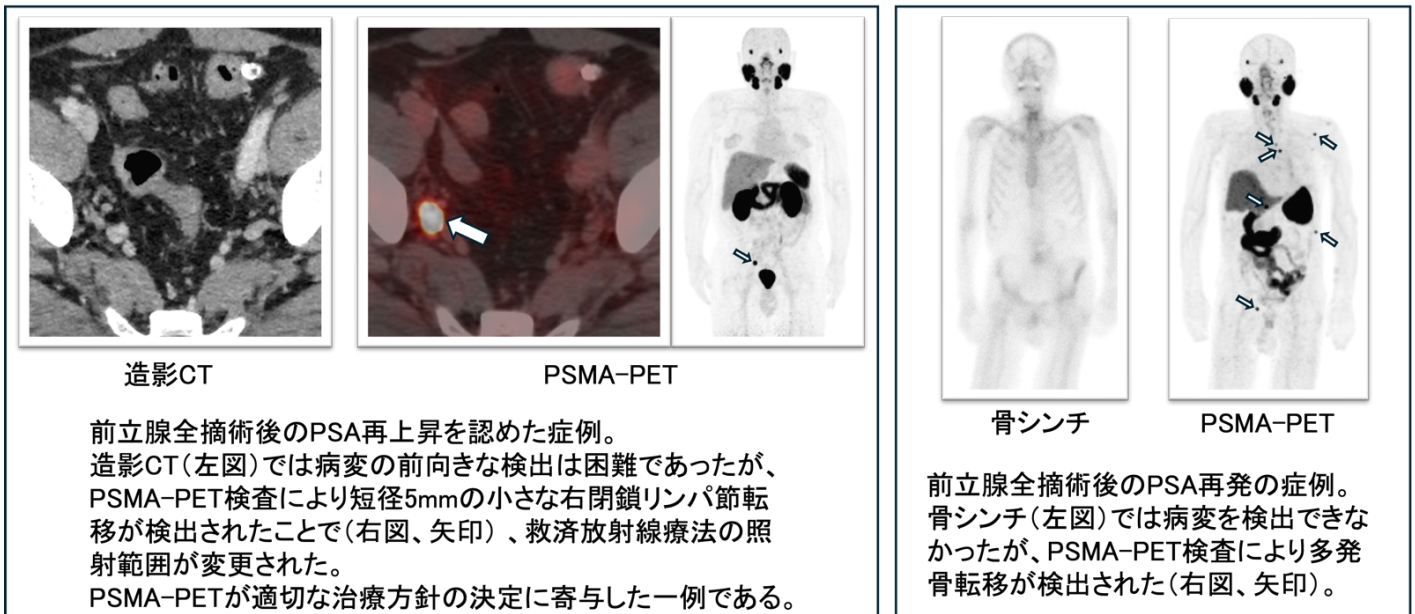 造影CT
PSMA-PET
前立腺全摘術後のPSA再上昇を認めた症例。
造影CT(左図)では病変の前向きな検出は困難であったが、
PSMA-PET検査により短径5mmの小さな右閉鎖リンパ節転
移が検出されたことで(右図、矢印) 、救済放射線療法の照
射範囲が変更された。
PSMA-PETが適切な治療方針の決定に寄与した一例である。
骨シンチ
PSMA-PET
前立腺全摘術後のPSA再発の症例。
骨シンチ(左図)では病変を検出できな
かったが、PSMA-PET検査により多発
骨転移が検出された(右図、矢印)。